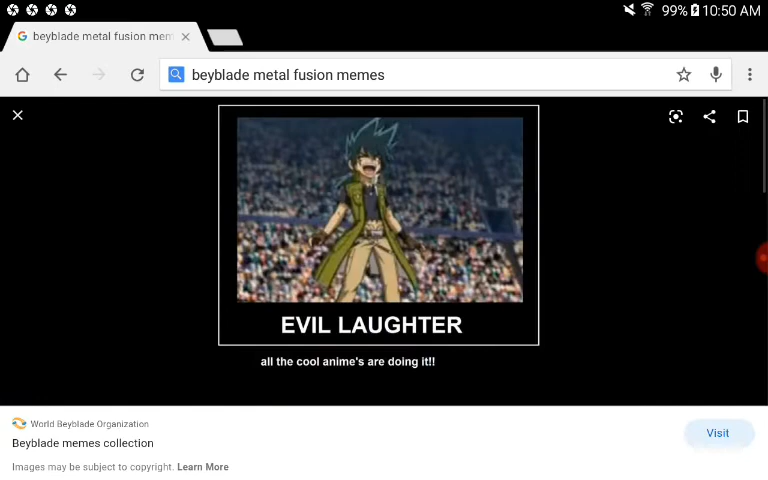 99% 10:50 AM
beyblade metal fusion mem
beyblade metal fusion memes
EVIL LAUGHTER
all the cool anime's are doing it!!
World Beyblade Organization
Beyblade memes collection
Visit
Images may be subject to copyright. Learn More